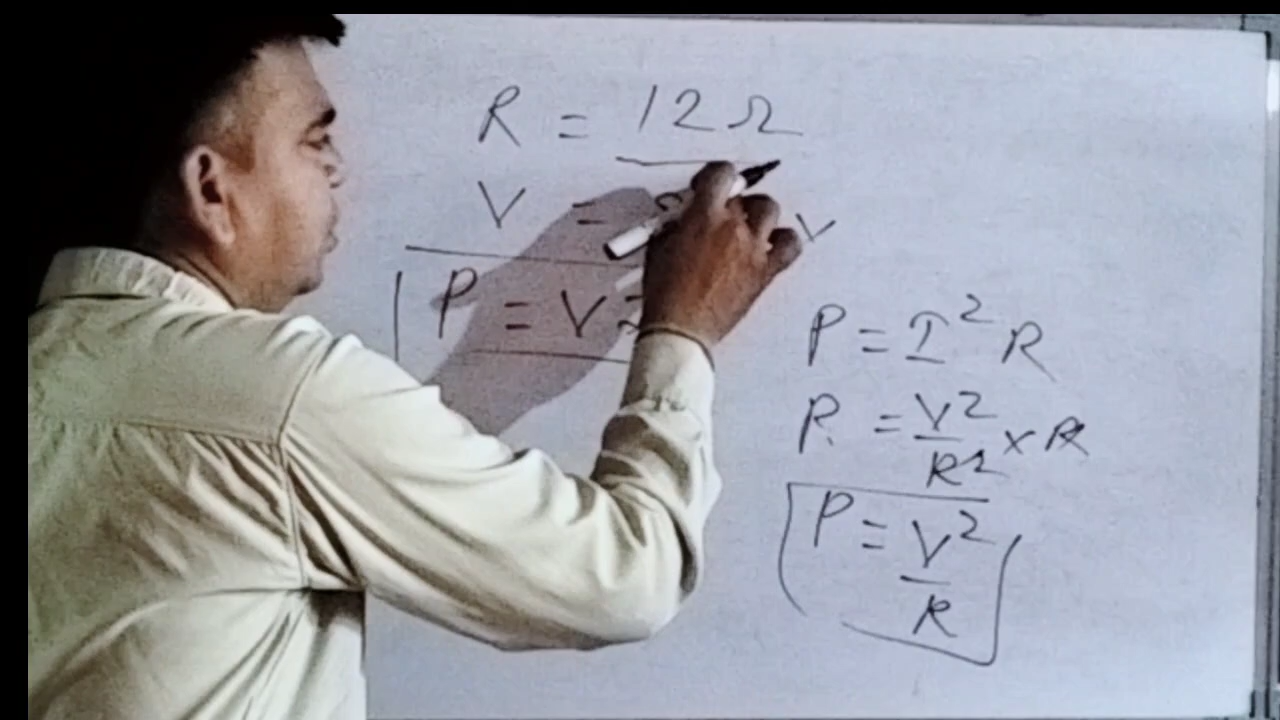 R = 12Ω
V = V
P = V
P = I² R
R = V²/R² × R
P = V²/R